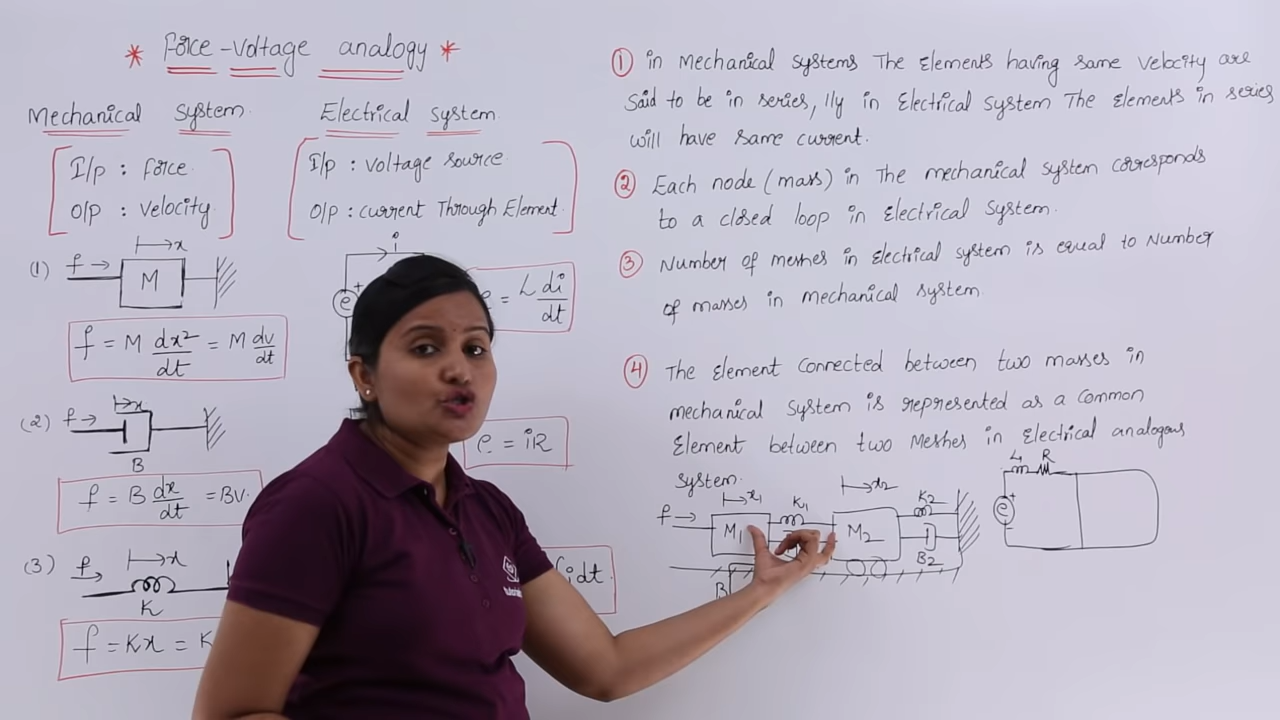 * Force-Voltage analogy *
Mechanical System.
I/p : force
O/p : velocity
(1) f → M → x
f = M dx²/dt = M dv/dt
(2) f → x
B
f = B dx/dt = Bv
(3) f → x
K
f = Kx = K
Electrical system
I/p : voltage source
O/p : current Through Element.
i
e +
= L di/dt
e = iR
idt
① in Mechanical systems The Elements having same velocity are
said to be in series, lly in Electrical system The elements in series
will have same current.
② Each node (mass) in The mechanical system corresponds
to a closed loop in Electrical System.
③ Number of meshes in Electrical system is equal to Number
of masses in mechanical system
④ The Element Connected between two masses in
mechanical system is represented as a Common
Element between two Meshes in Electrical analogous
system.
f → M₁ → x₁ K₁ M₂ → x₂ K₂
B B₂
L₁ R
e + -